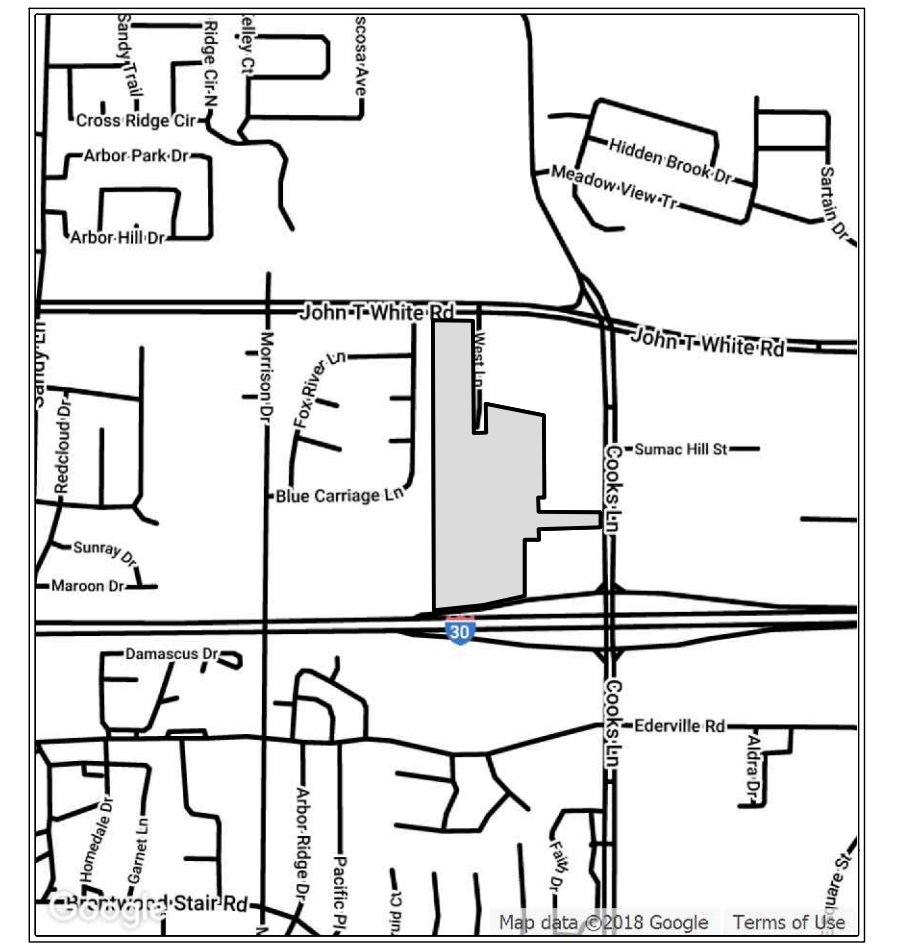 Sandy Trail
Ridge Cir N
elley Ct
scosa Ave
Cross Ridge Cir
Arbor Park Dr
Arbor Hill Dr
Hidden Brook Dr
Meadow View Tr
Sartain Dr
John T White Rd
John T White Rd
Sandy Ln
Morrison Dr
West Ln
Fox River Ln
Redcloud Dr
Cooks Ln
Sumac Hill St
Blue Carriage Ln
Sunray Dr
Maroon Dr
30
Damascus Dr
Cooks Ln
Ederville Rd
Aldra Dr
Homedale Dr
Garnet Ln
Arbor Ridge Dr
Pacific Pl
Faith Dr
quare St
Brentwood Stair Rd
Google
Map data ©2018 Google
Terms of Use